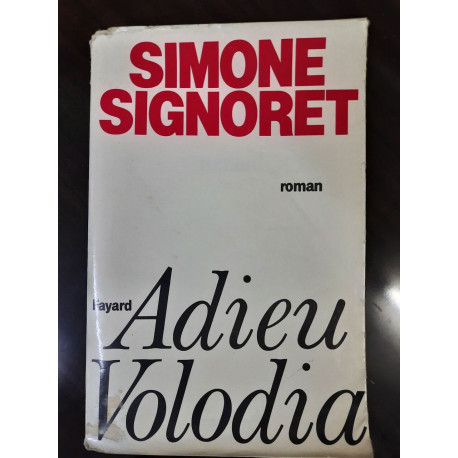 SIMONE
SIGNORET
roman
Fayard
Adieu
Volodia